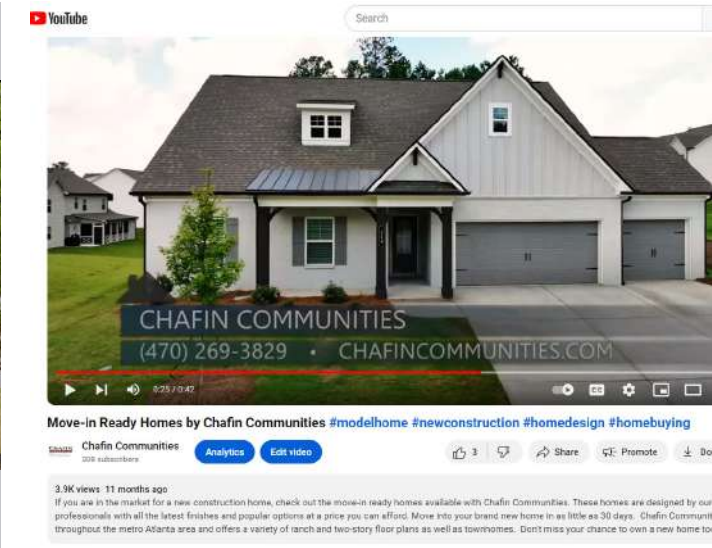 YouTube
Search
CHAFIN COMMUNITIES
(470) 269-3829 • CHAFINCOMMUNITIES.COM
0:25 / 0:42
CC
Move-in Ready Homes by Chafin Communities #modelhome #newconstruction #homedesign #homebuying
Chafin Communities
subscribers
Analytics
Edit video
3
Share
Promote
Do
3.9K views 11 months ago
If you are in the market for a new construction home, check out the move-in ready homes available with Chafin Communities. These homes are designed by our
professionals with all the latest finishes and popular options at a price you can afford. Move into your brand new home in as little as 30 days. Chafin Communit
throughout the metro Atlanta area and offers a variety of ranch and two-story floor plans as well as townhomes. Don't miss your chance to own a new home to